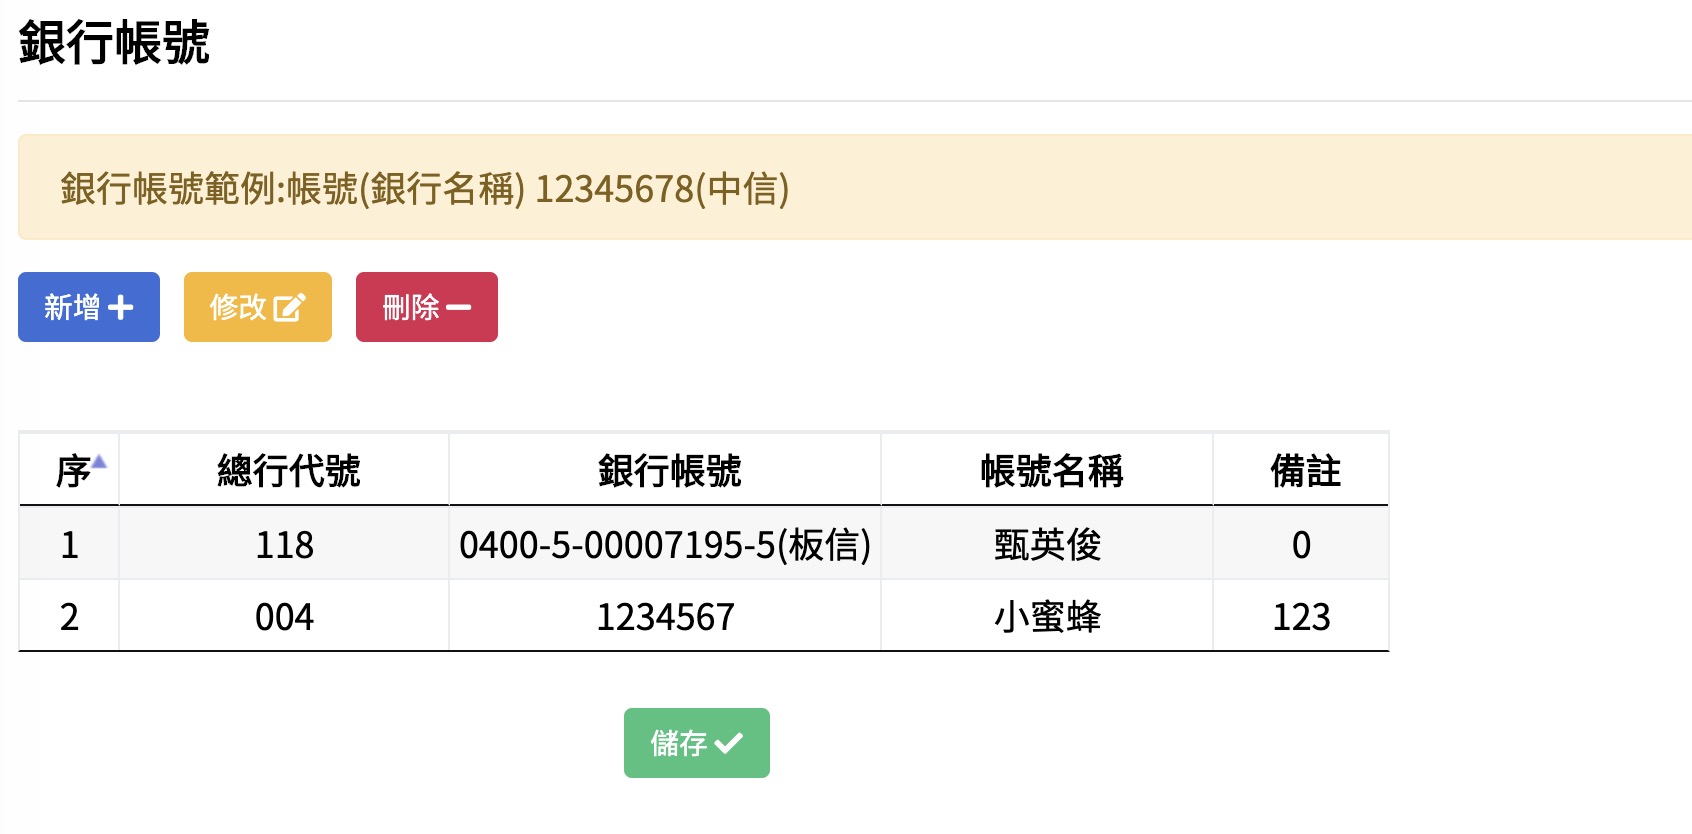 銀行帳號
銀行帳號範例:帳號(銀行名稱) 12345678(中信)
新增 修改 刪除
序 總行代號 銀行帳號 帳號名稱 備註
1 118 0400-5-00007195-5(板信) 甄英俊 0
2 004 1234567 小蜜蜂 123
儲存